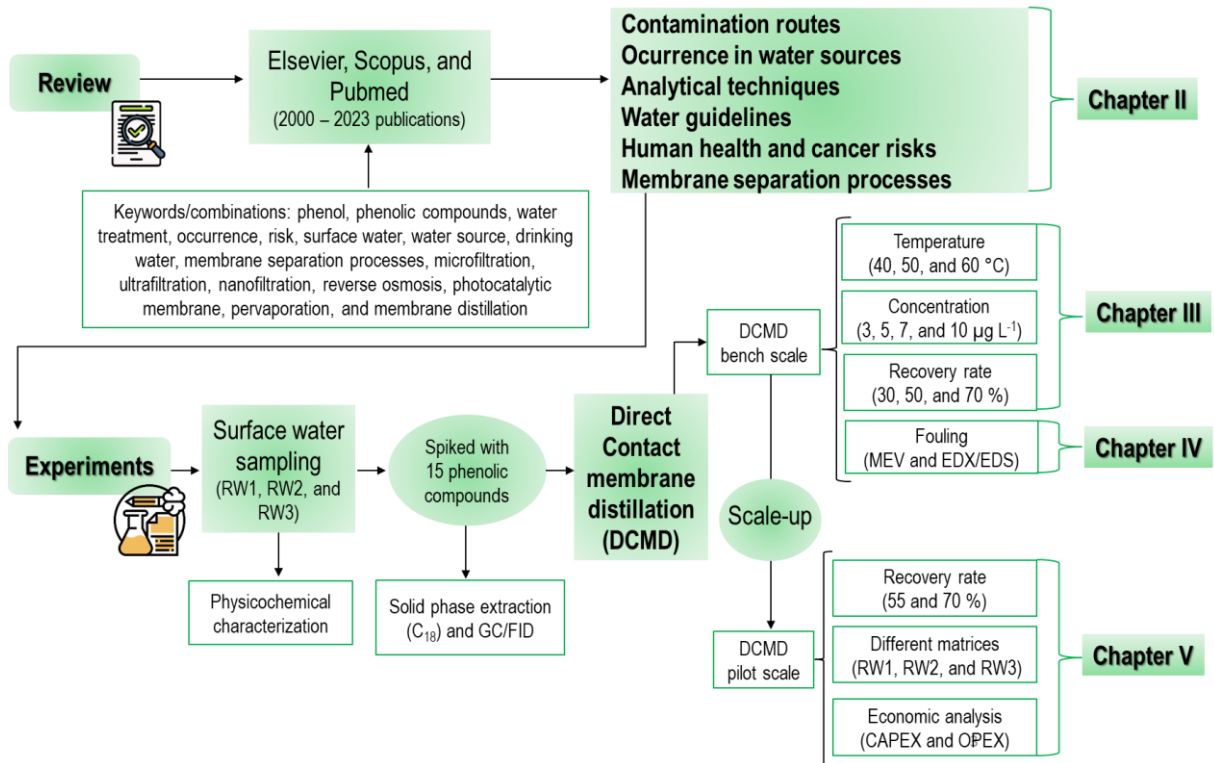 Review
Elsevier, Scopus, and
Pubmed
(2000 – 2023 publications)
Contamination routes
Ocurrence in water sources
Analytical techniques
Water guidelines
Human health and cancer risks
Membrane separation processes
Chapter II
Keywords/combinations: phenol, phenolic compounds, water
treatment, occurrence, risk, surface water, water source, drinking
water, membrane separation processes, microfiltration,
ultrafiltration, nanofiltration, reverse osmosis, photocatalytic
membrane, pervaporation, and membrane distillation
Experiments
Surface water
sampling
(RW1, RW2, and
RW3)
Physicochemical
characterization
Spiked with
15 phenolic
compounds
Solid phase extraction
(C₁₈) and GC/FID
Direct
Contact
membrane
distillation
(DCMD)
DCMD
bench scale
Temperature
(40, 50, and 60 °C)
Concentration
(3, 5, 7, and 10 µg L⁻¹)
Recovery rate
(30, 50, and 70 %)
Chapter III
Fouling
(MEV and EDX/EDS)
Chapter IV
Scale-up
DCMD
pilot scale
Recovery rate
(55 and 70 %)
Different matrices
(RW1, RW2, and RW3)
Economic analysis
(CAPEX and OPEX)
Chapter V